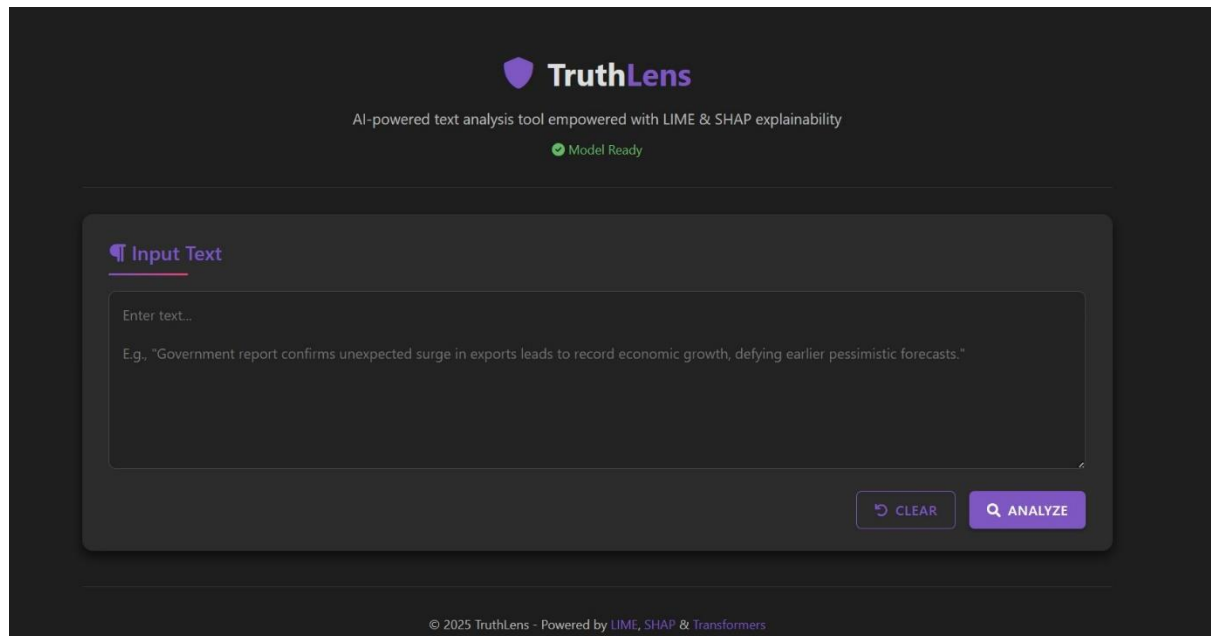 TruthLens
AI-powered text analysis tool empowered with LIME & SHAP explainability
Model Ready
¶ Input Text
Enter text...
E.g., "Government report confirms unexpected surge in exports leads to record economic growth, defying earlier pessimistic forecasts."
CLEAR
ANALYZE
© 2025 TruthLens - Powered by LIME, SHAP & Transformers